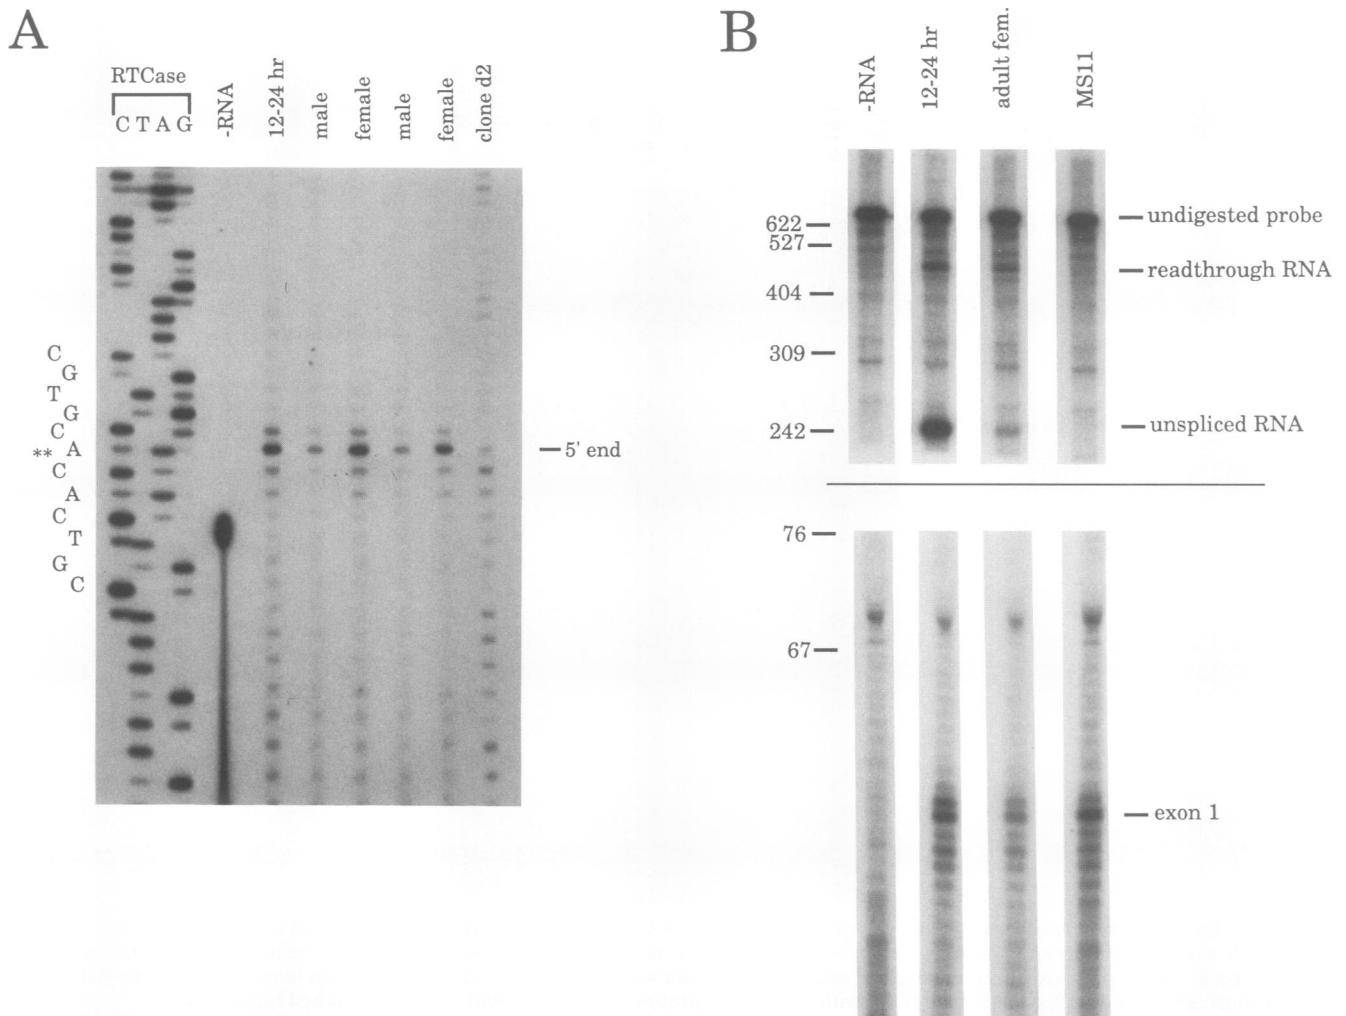 A
RTCase
C T A G
-RNA
12-24 hr
male
female
male
female
clone d2
C
G
T
G
C
** A
C
A
C
T
G
C
5' end
B
-RNA
12-24 hr
adult fem.
MS11
622
527
404
309
242
undigested probe
readthrough RNA
unspliced RNA
76
67
exon 1